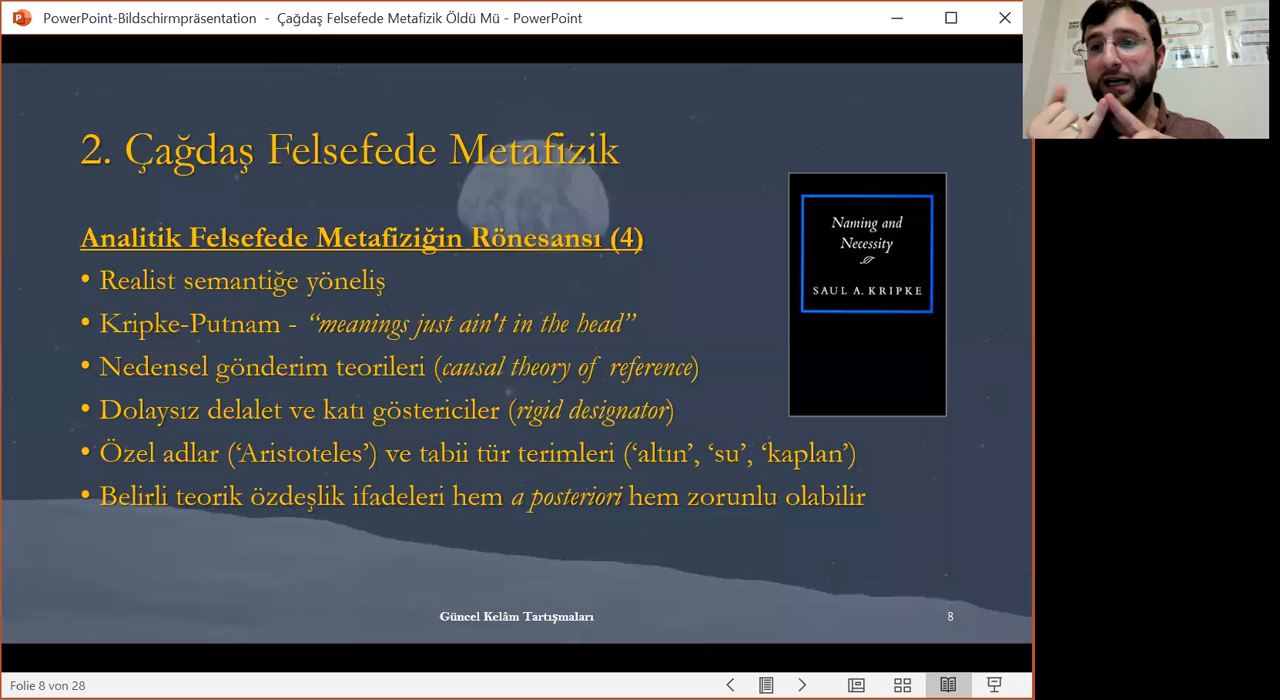 PowerPoint-Bildschirmpräsentation - Çağdaş Felsefede Metafizik Öldü Mü - PowerPoint
2. Çağdaş Felsefede Metafizik
Analitik Felsefede Metafiziğin Rönesansı (4)
• Realist semantiğe yöneliş
• Kripke-Putnam - “meanings just ain't in the head”
• Nedensel gönderim teorileri (causal theory of reference)
• Dolaysız delalet ve katı göstericiler (rigid designator)
• Özel adlar (‘Aristoteles’) ve tabii tür terimleri (‘altın’, ‘su’, ‘kaplan’)
• Belirli teorik özdeşlik ifadeleri hem a posteriori hem zorunlu olabilir
Naming and
Necessity
SAUL A. KRIPKE
Güncel Kelâm Tartışmaları
8
Folie 8 von 28